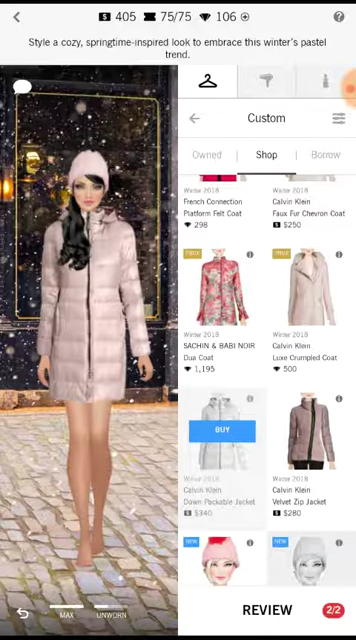 $ 405 75/75 106
Style a cozy, springtime-inspired look to embrace this winter's pastel
trend.
Custom
Owned | Shop | Borrow
Winter 2018
French Connection
Platform Felt Coat
298
Winter 2018
Calvin Klein
Faux Fur Chevron Coat
$ $250
Winter 2018
SACHIN & BABI NOIR
Dua Coat
1,195
Winter 2018
Calvin Klein
Luxe Crumpled Coat
500
BUY
Winter 2018
Calvin Klein
Down Packable Jacket
$ $340
Winter 2018
Calvin Klein
Velvet Zip Jacket
$ $280
NEW
NEW
MAX
UNWORN
REVIEW 2/2